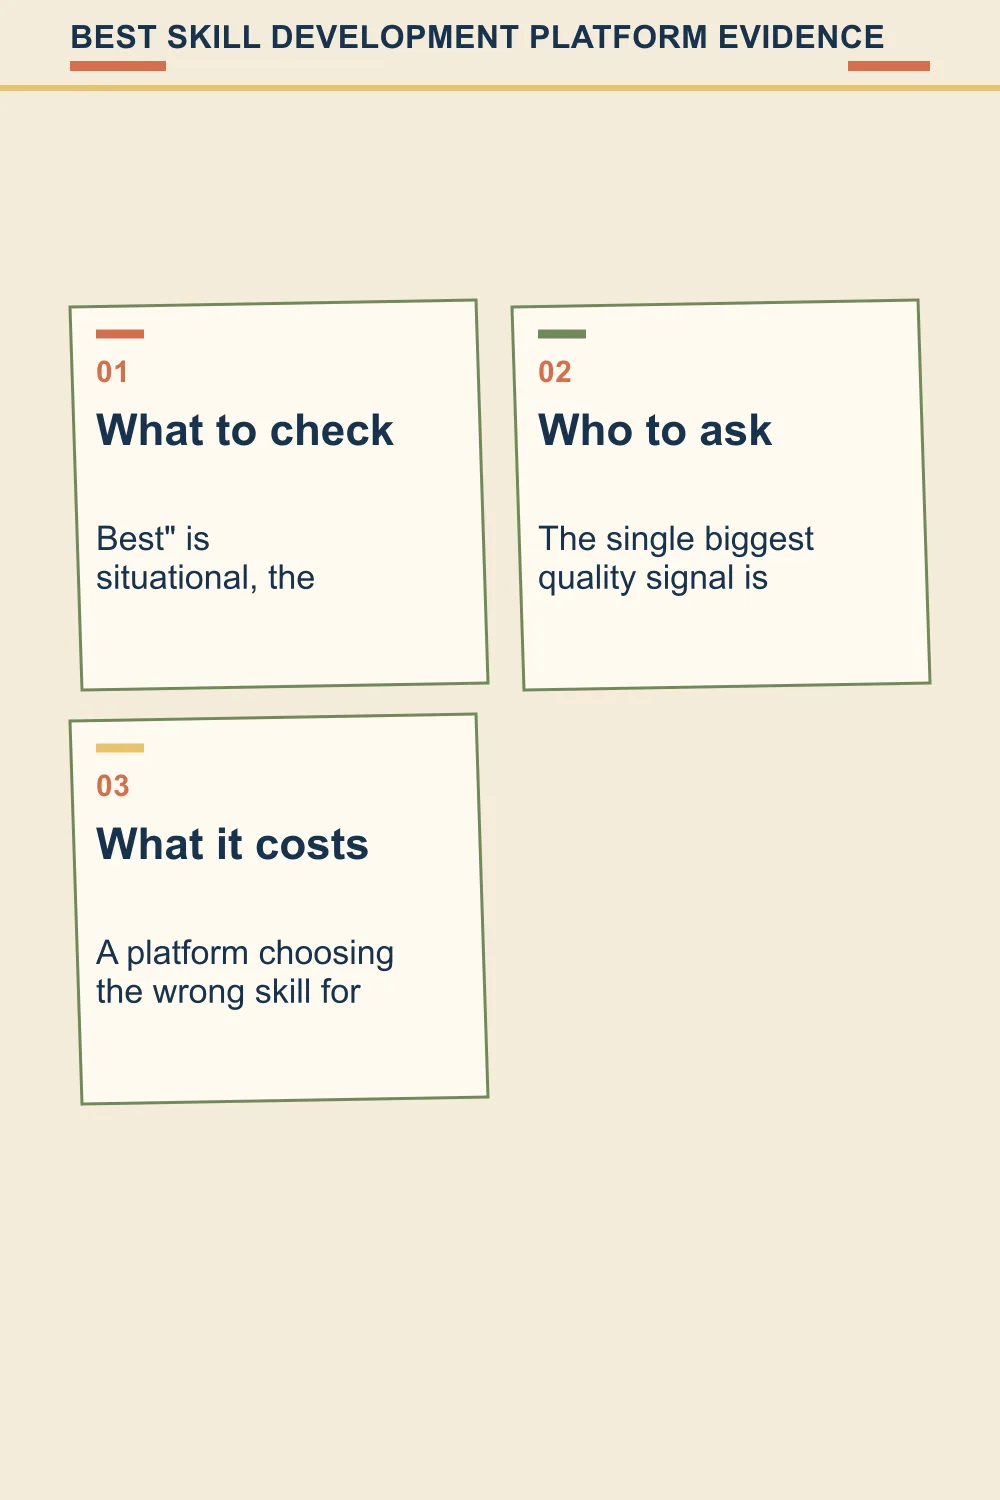 BEST SKILL DEVELOPMENT PLATFORM EVIDENCE
01
What to check
Best" is
situational, the
02
Who to ask
The single biggest
quality signal is
03
What it costs
A platform choosing
the wrong skill for